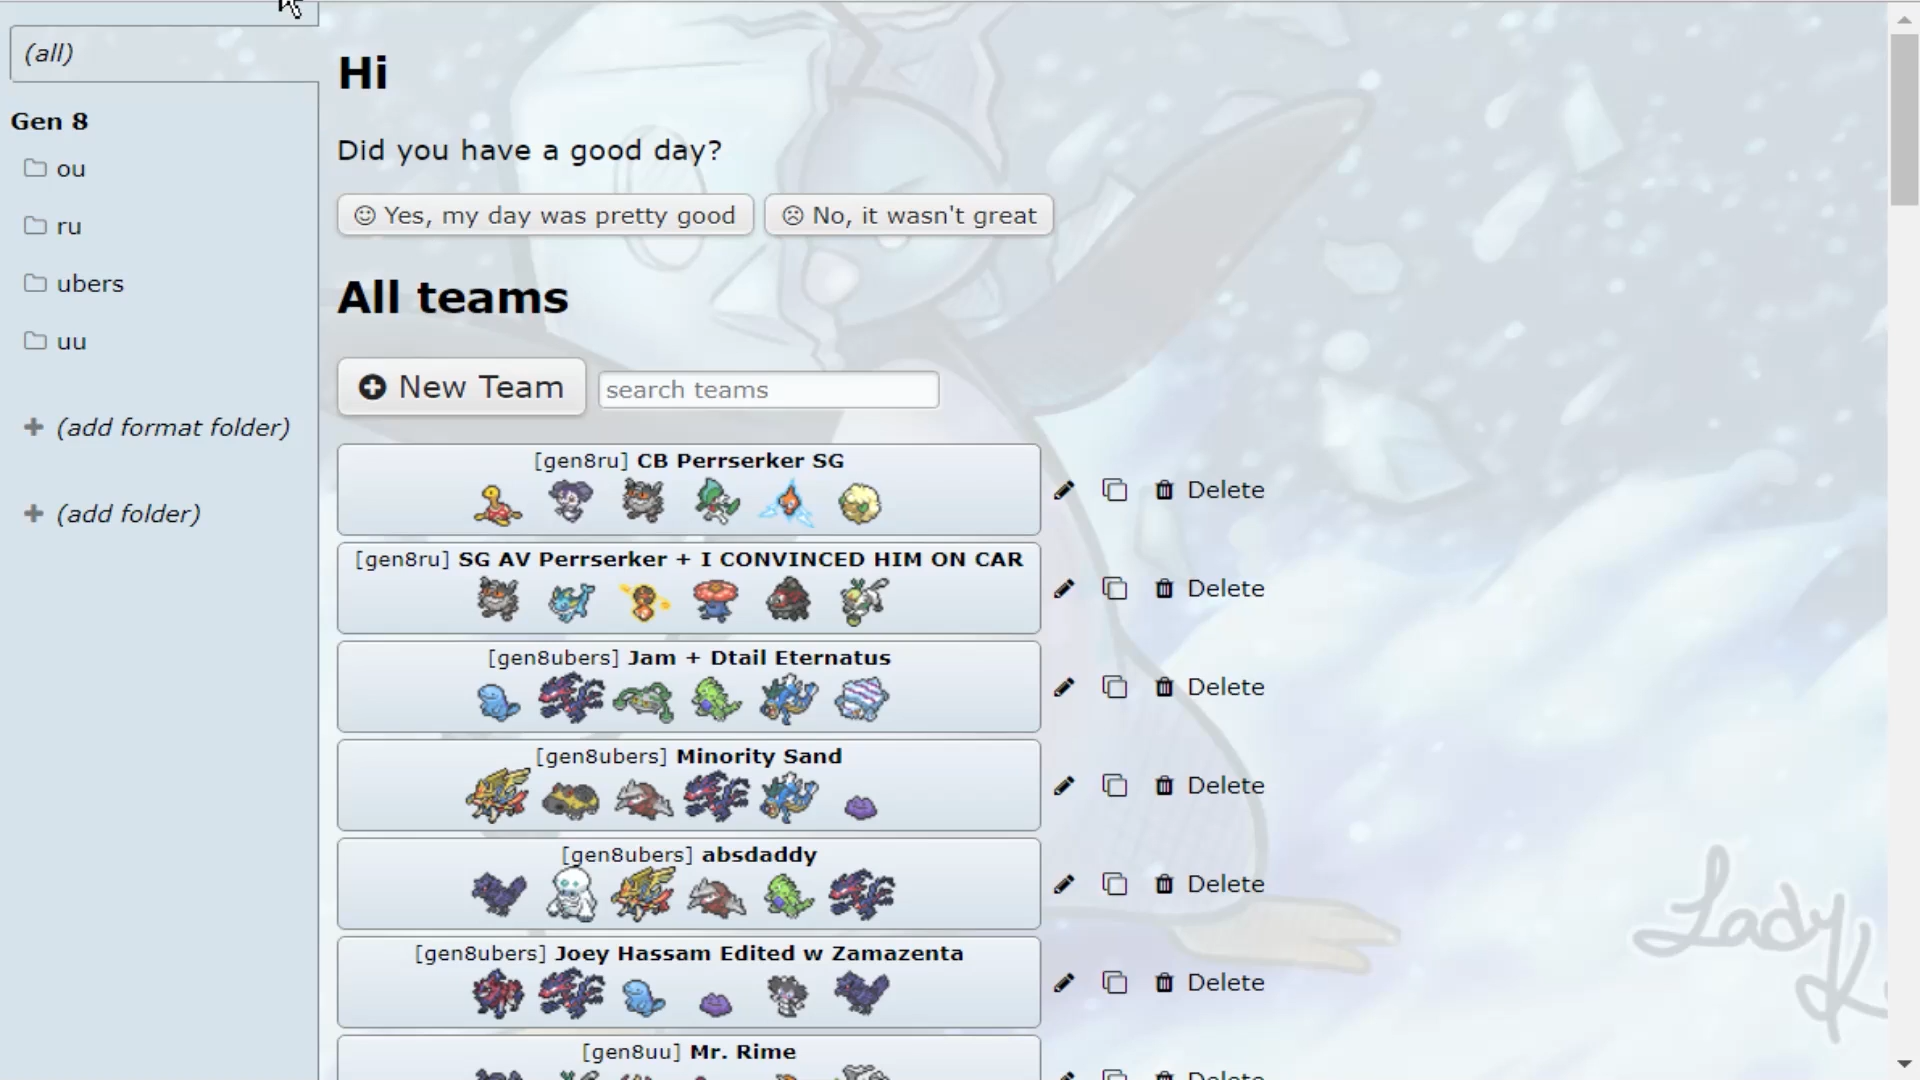 (all)
Gen 8
ou
ru
ubers
uu
(add format folder)
(add folder)
Hi
Did you have a good day?
Yes, my day was pretty good
No, it wasn't great
All teams
New Team
search teams
[gen8ru] CB Perrserker SG
Delete
[gen8ru] SG AV Perrserker + I CONVINCED HIM ON CAR
Delete
[gen8ubers] Jam + Dtail Eternatus
Delete
[gen8ubers] Minority Sand
Delete
[gen8ubers] absdaddy
Delete
[gen8ubers] Joey Hassam Edited w Zamazenta
Delete
[gen8uu] Mr. Rime
Delete
Lady
K